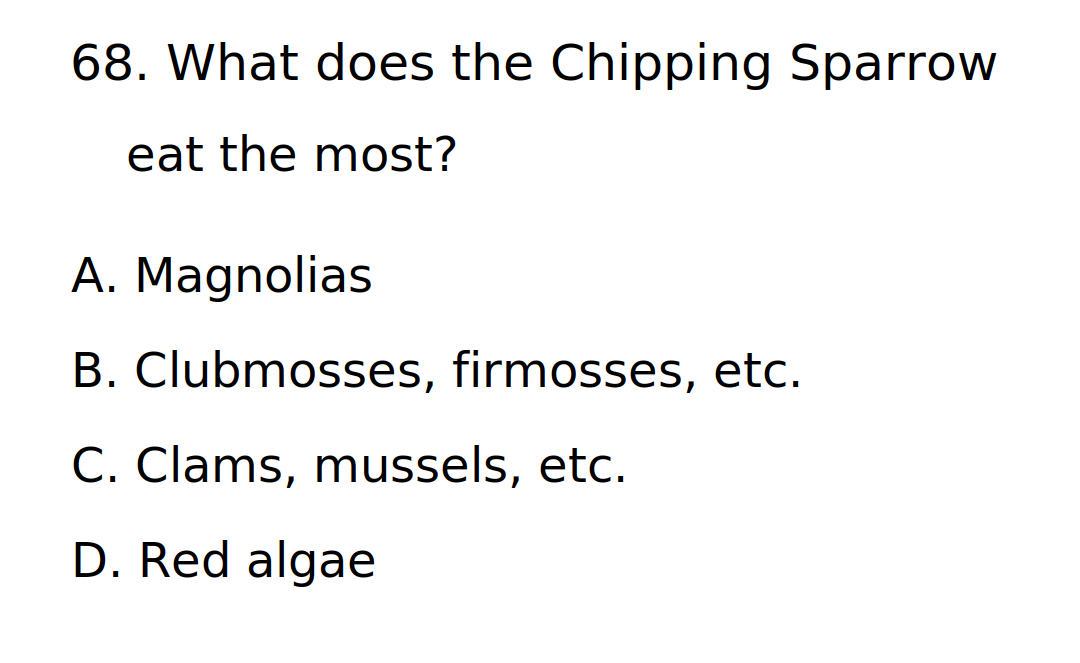 68. What does the Chipping Sparrow
eat the most?
A. Magnolias
B. Clubmosses, firmosses, etc.
C. Clams, mussels, etc.
D. Red algae